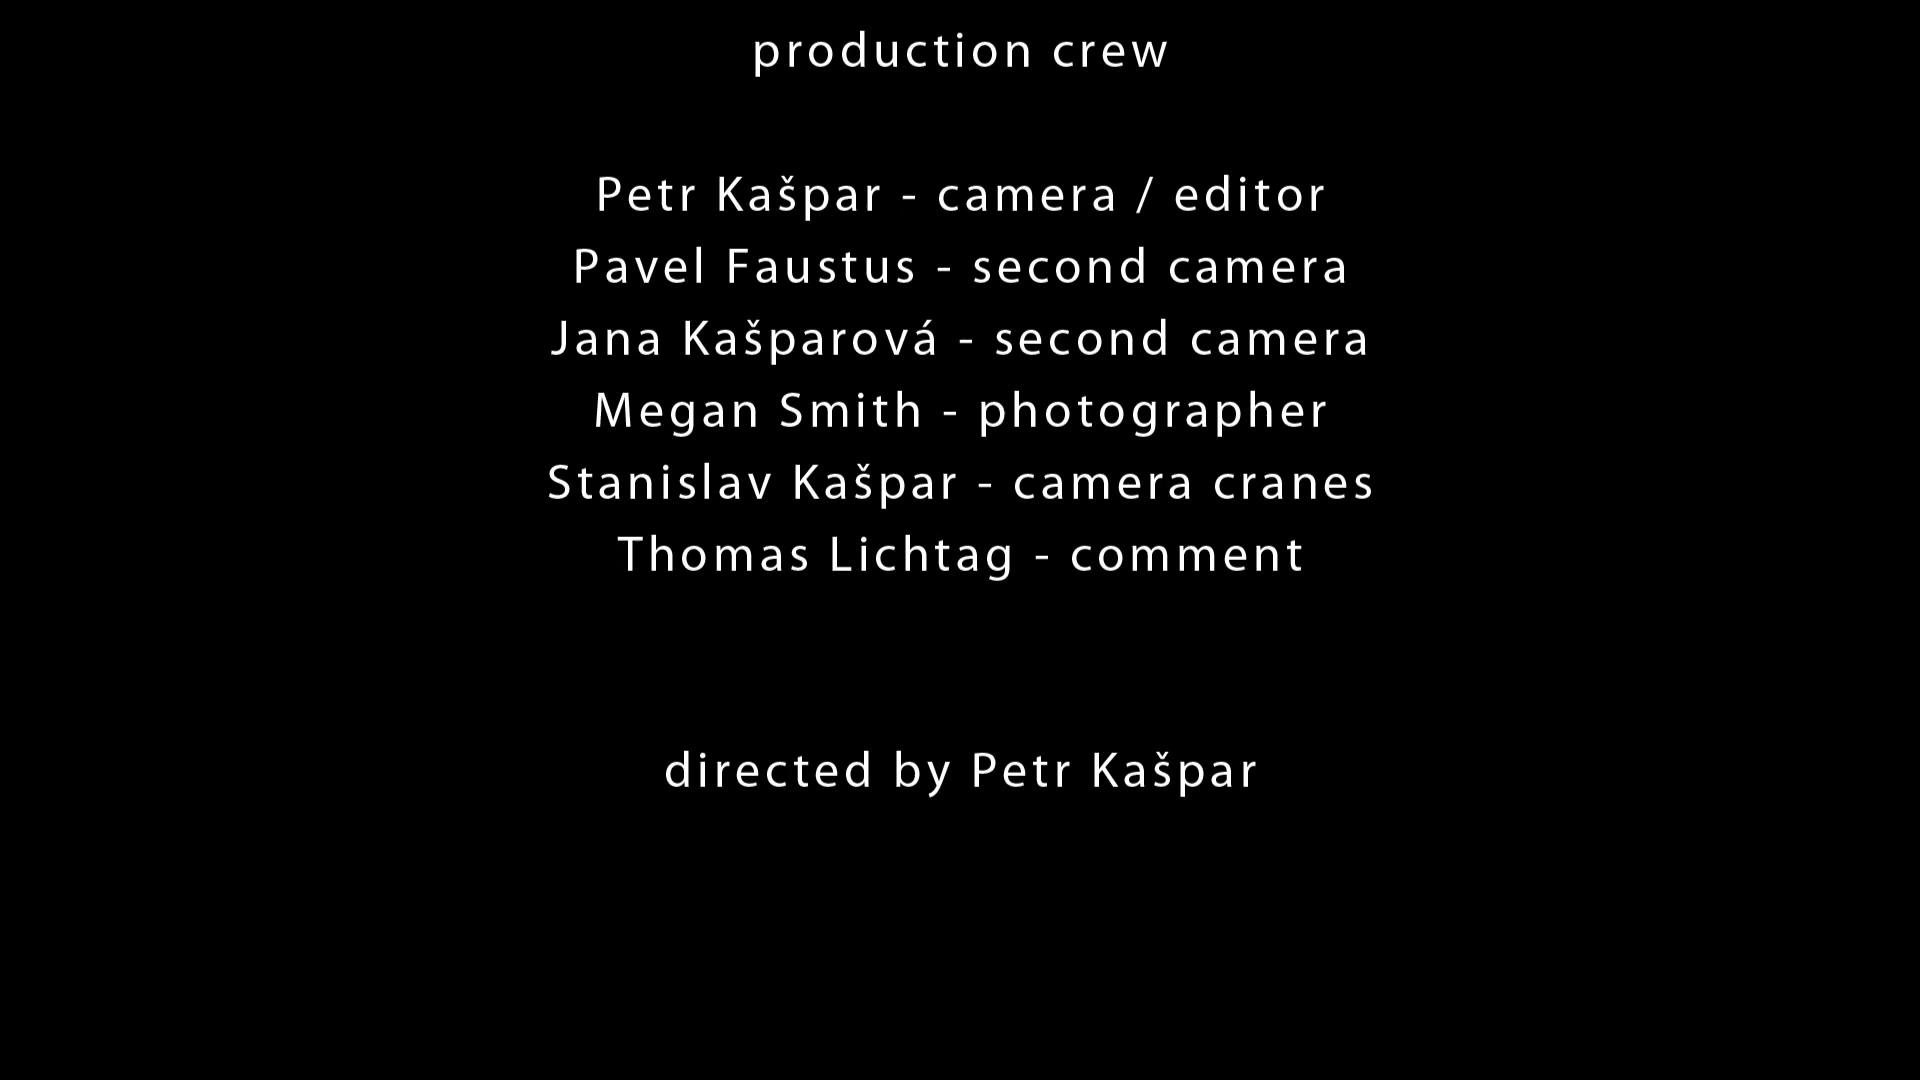 production crew
Petr Kašpar - camera / editor
Pavel Faustus - second camera
Jana Kašparová - second camera
Megan Smith - photographer
Stanislav Kašpar - camera cranes
Thomas Lichtag - comment
directed by Petr Kašpar